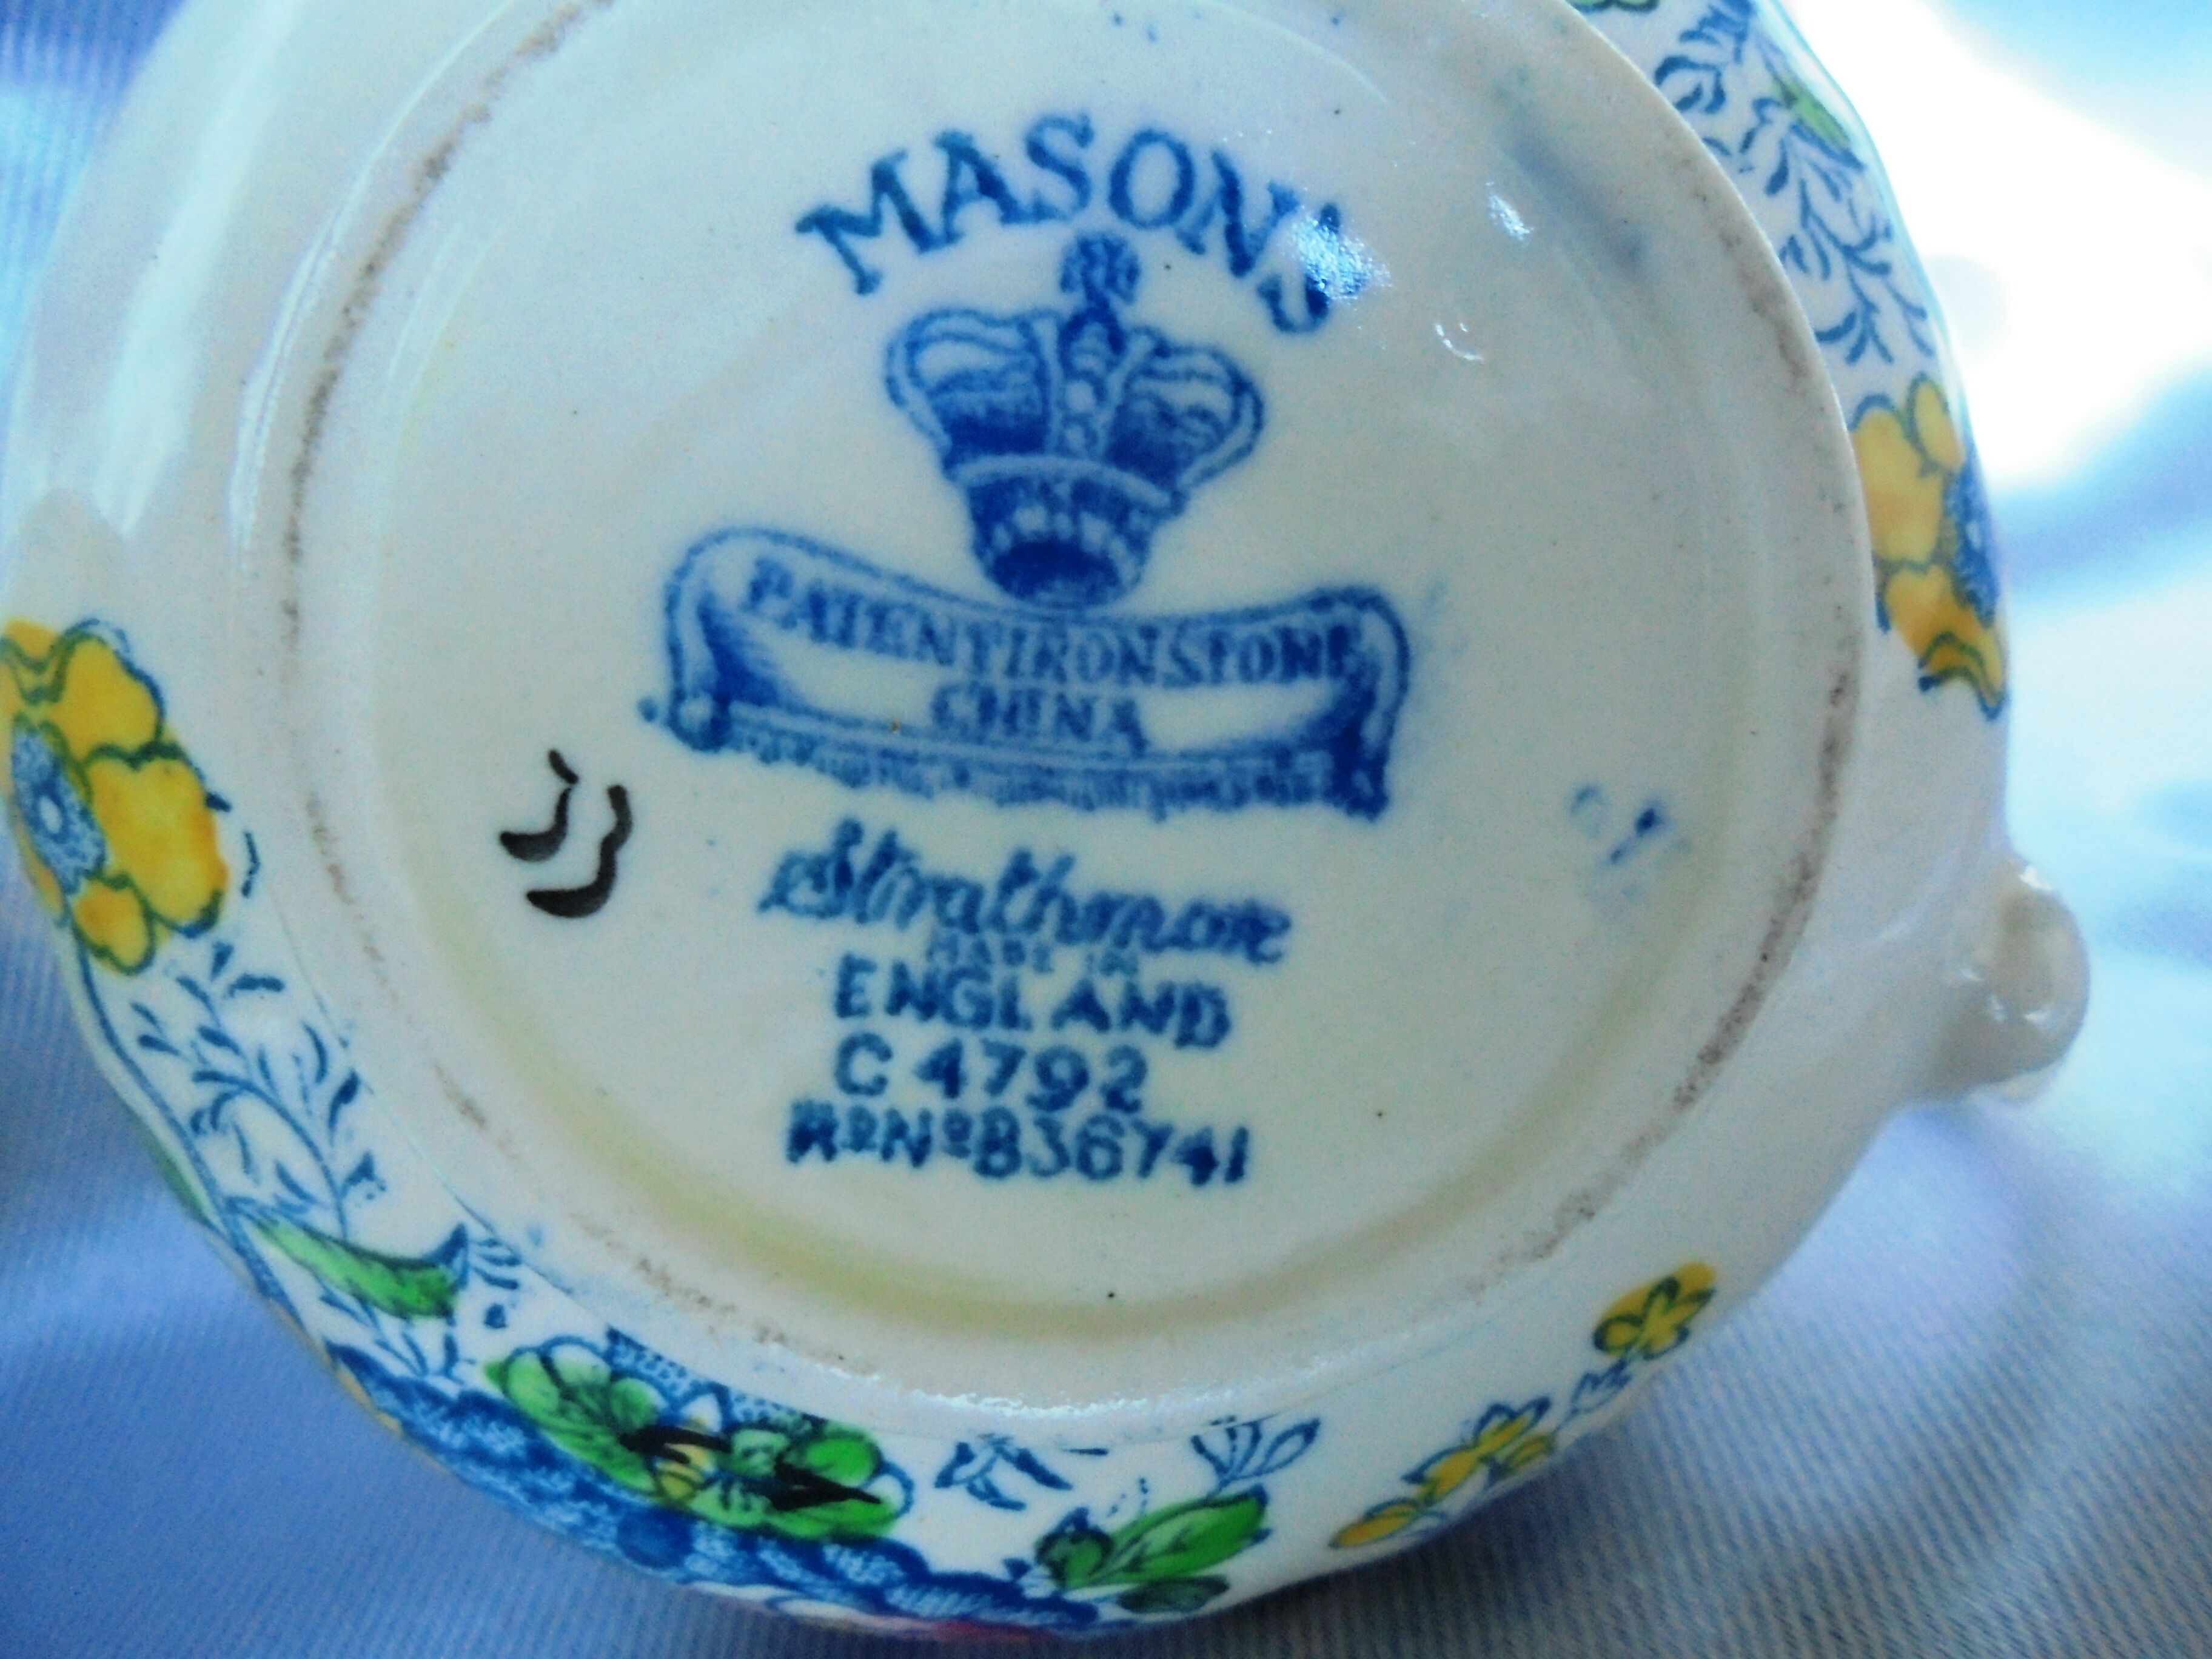 MASON'S
PATENT IRONSTONE
CHINA
Strathmore
MADE IN
ENGLAND
C 4792
RD No 836741